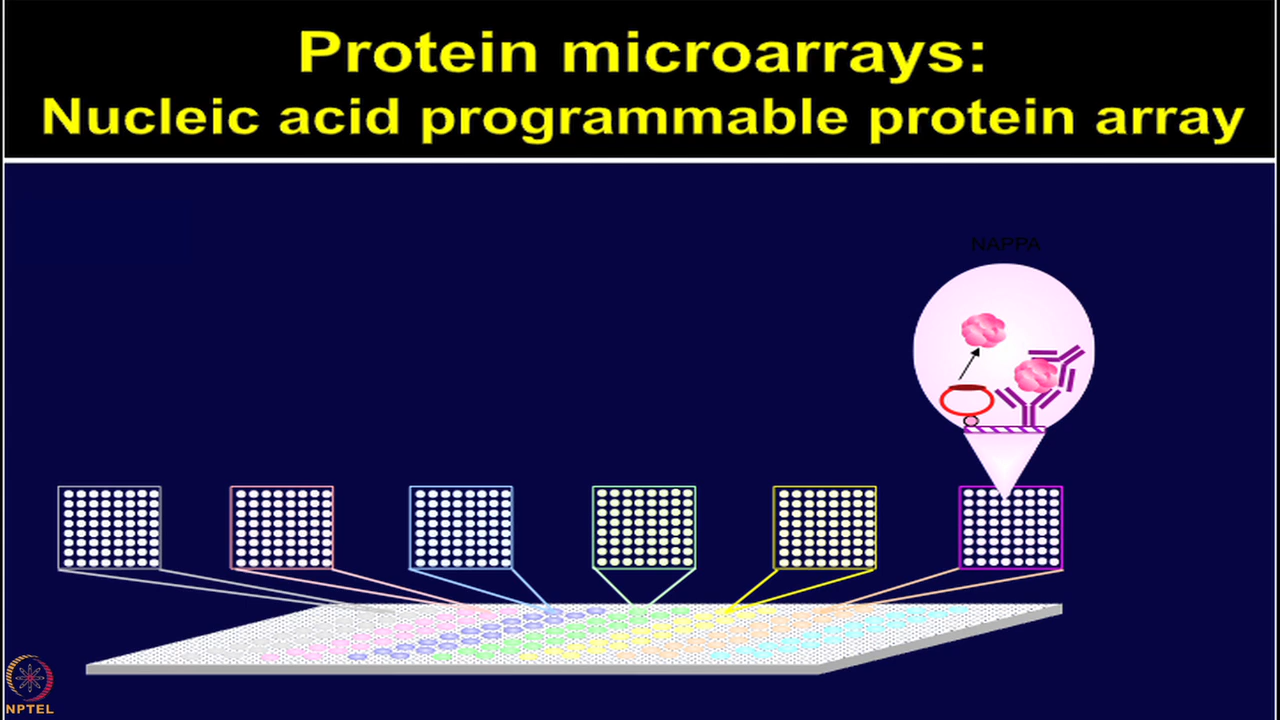 Protein microarrays:
Nucleic acid programmable protein array
NAPPA
NPTEL